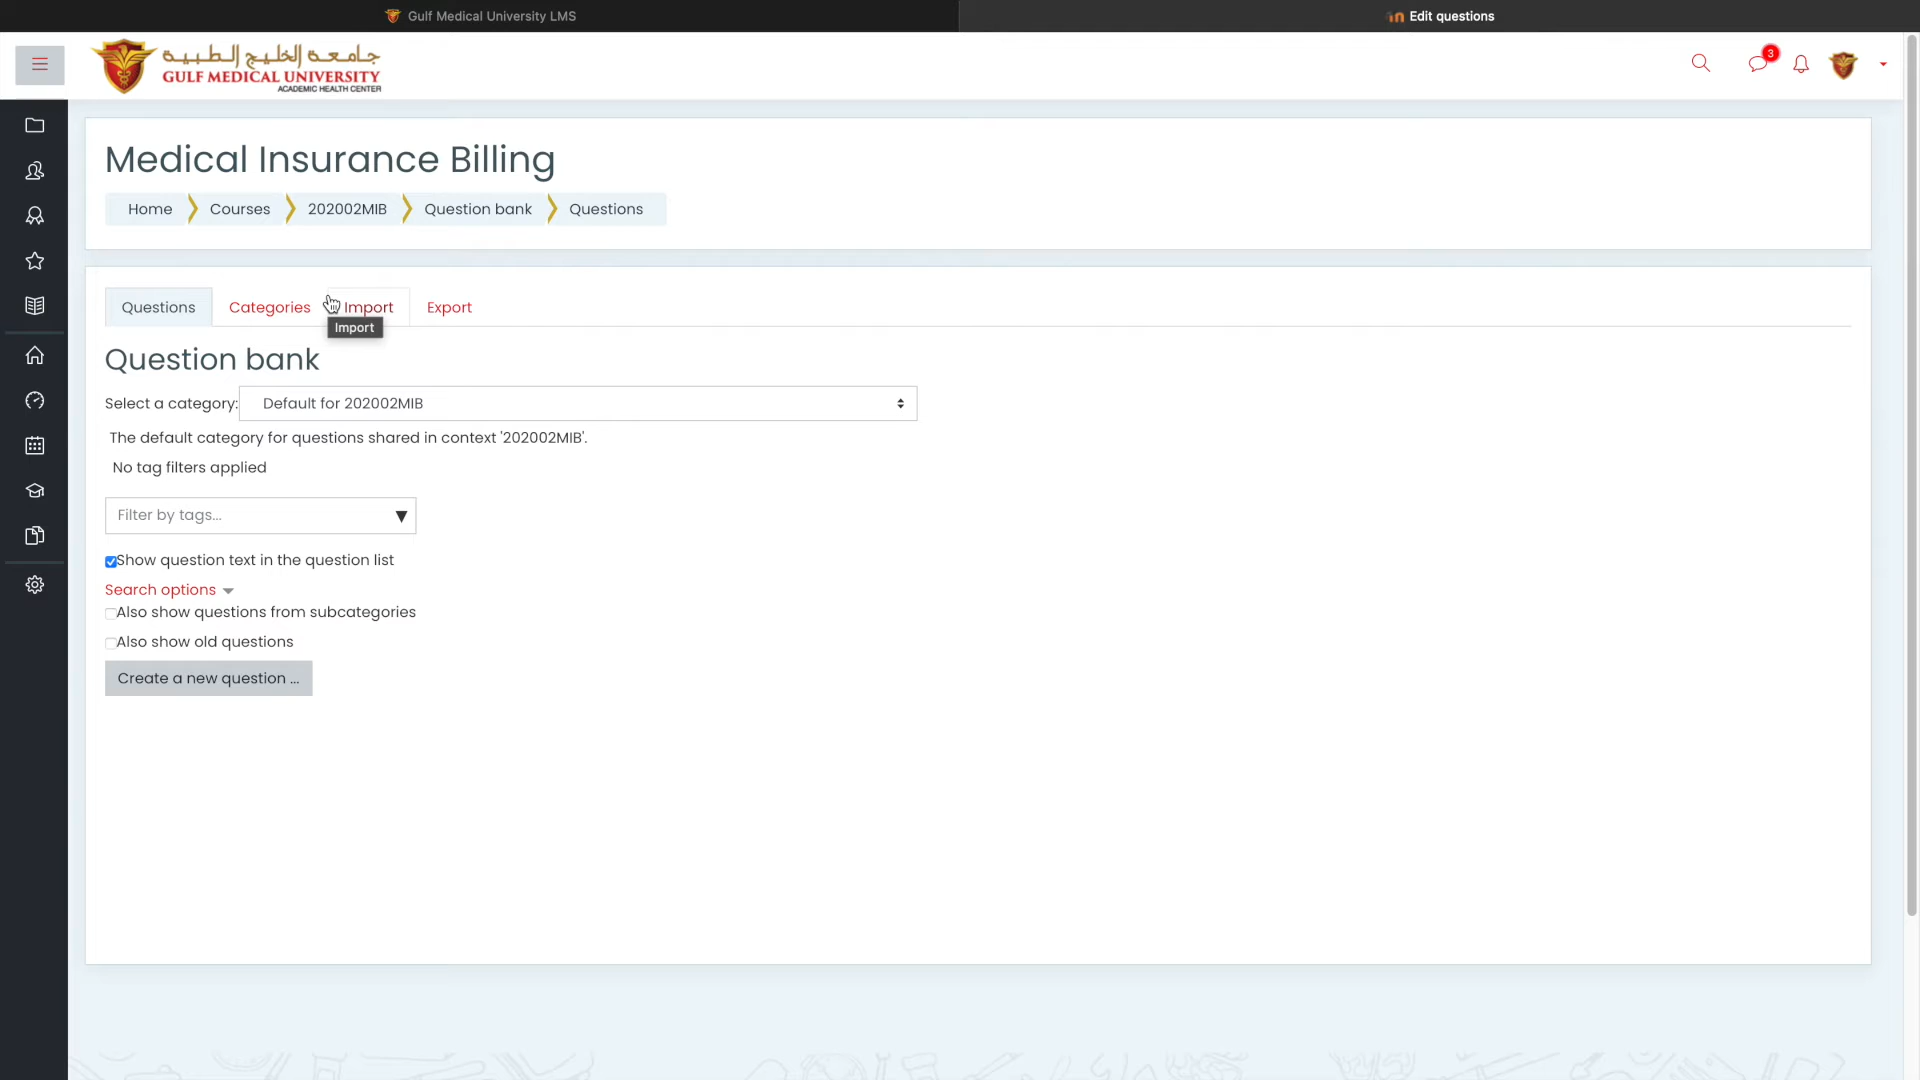 Gulf Medical University LMS
Edit questions
جامعة الخليج الطبية
GULF MEDICAL UNIVERSITY
ACADEMIC HEALTH CENTER
3
Medical Insurance Billing
Home Courses 202002MIB Question bank Questions
Questions Categories Import Export
Import
Question bank
Select a category: Default for 202002MIB
The default category for questions shared in context '202002MIB'.
No tag filters applied
Filter by tags...
Show question text in the question list
Search options
Also show questions from subcategories
Also show old questions
Create a new question ...